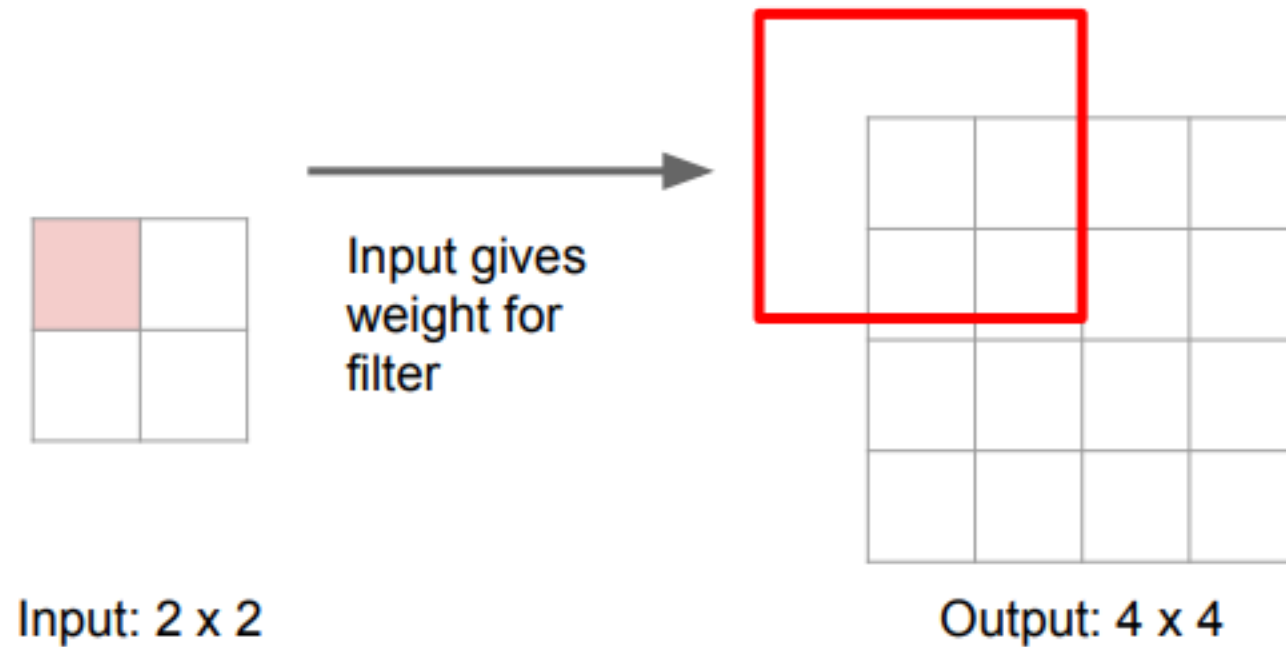 Input gives
weight for
filter
Input: 2 x 2
Output: 4 x 4